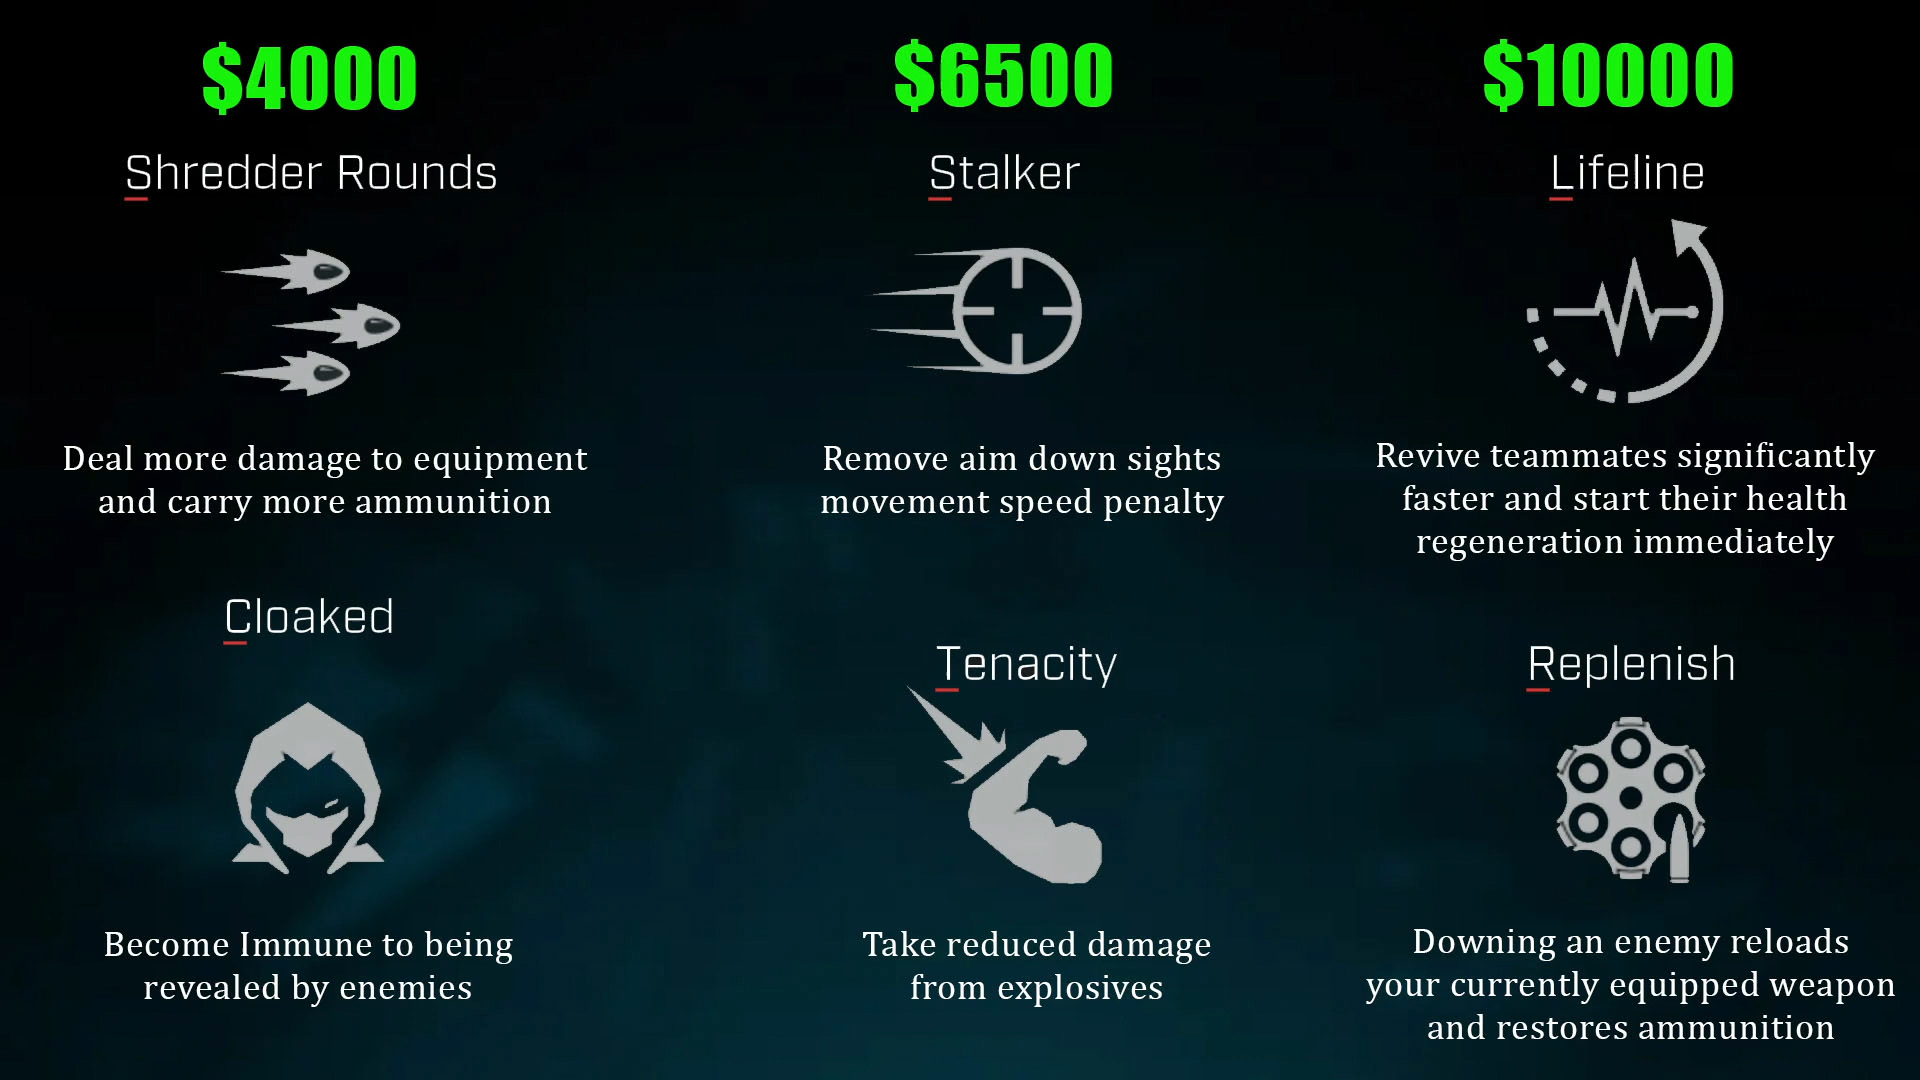 $4000
Shredder Rounds
Deal more damage to equipment
and carry more ammunition
Cloaked
Become Immune to being
revealed by enemies
$6500
Stalker
Remove aim down sights
movement speed penalty
Tenacity
Take reduced damage
from explosives
$10000
Lifeline
Revive teammates significantly
faster and start their health
regeneration immediately
Replenish
Downing an enemy reloads
your currently equipped weapon
and restores ammunition